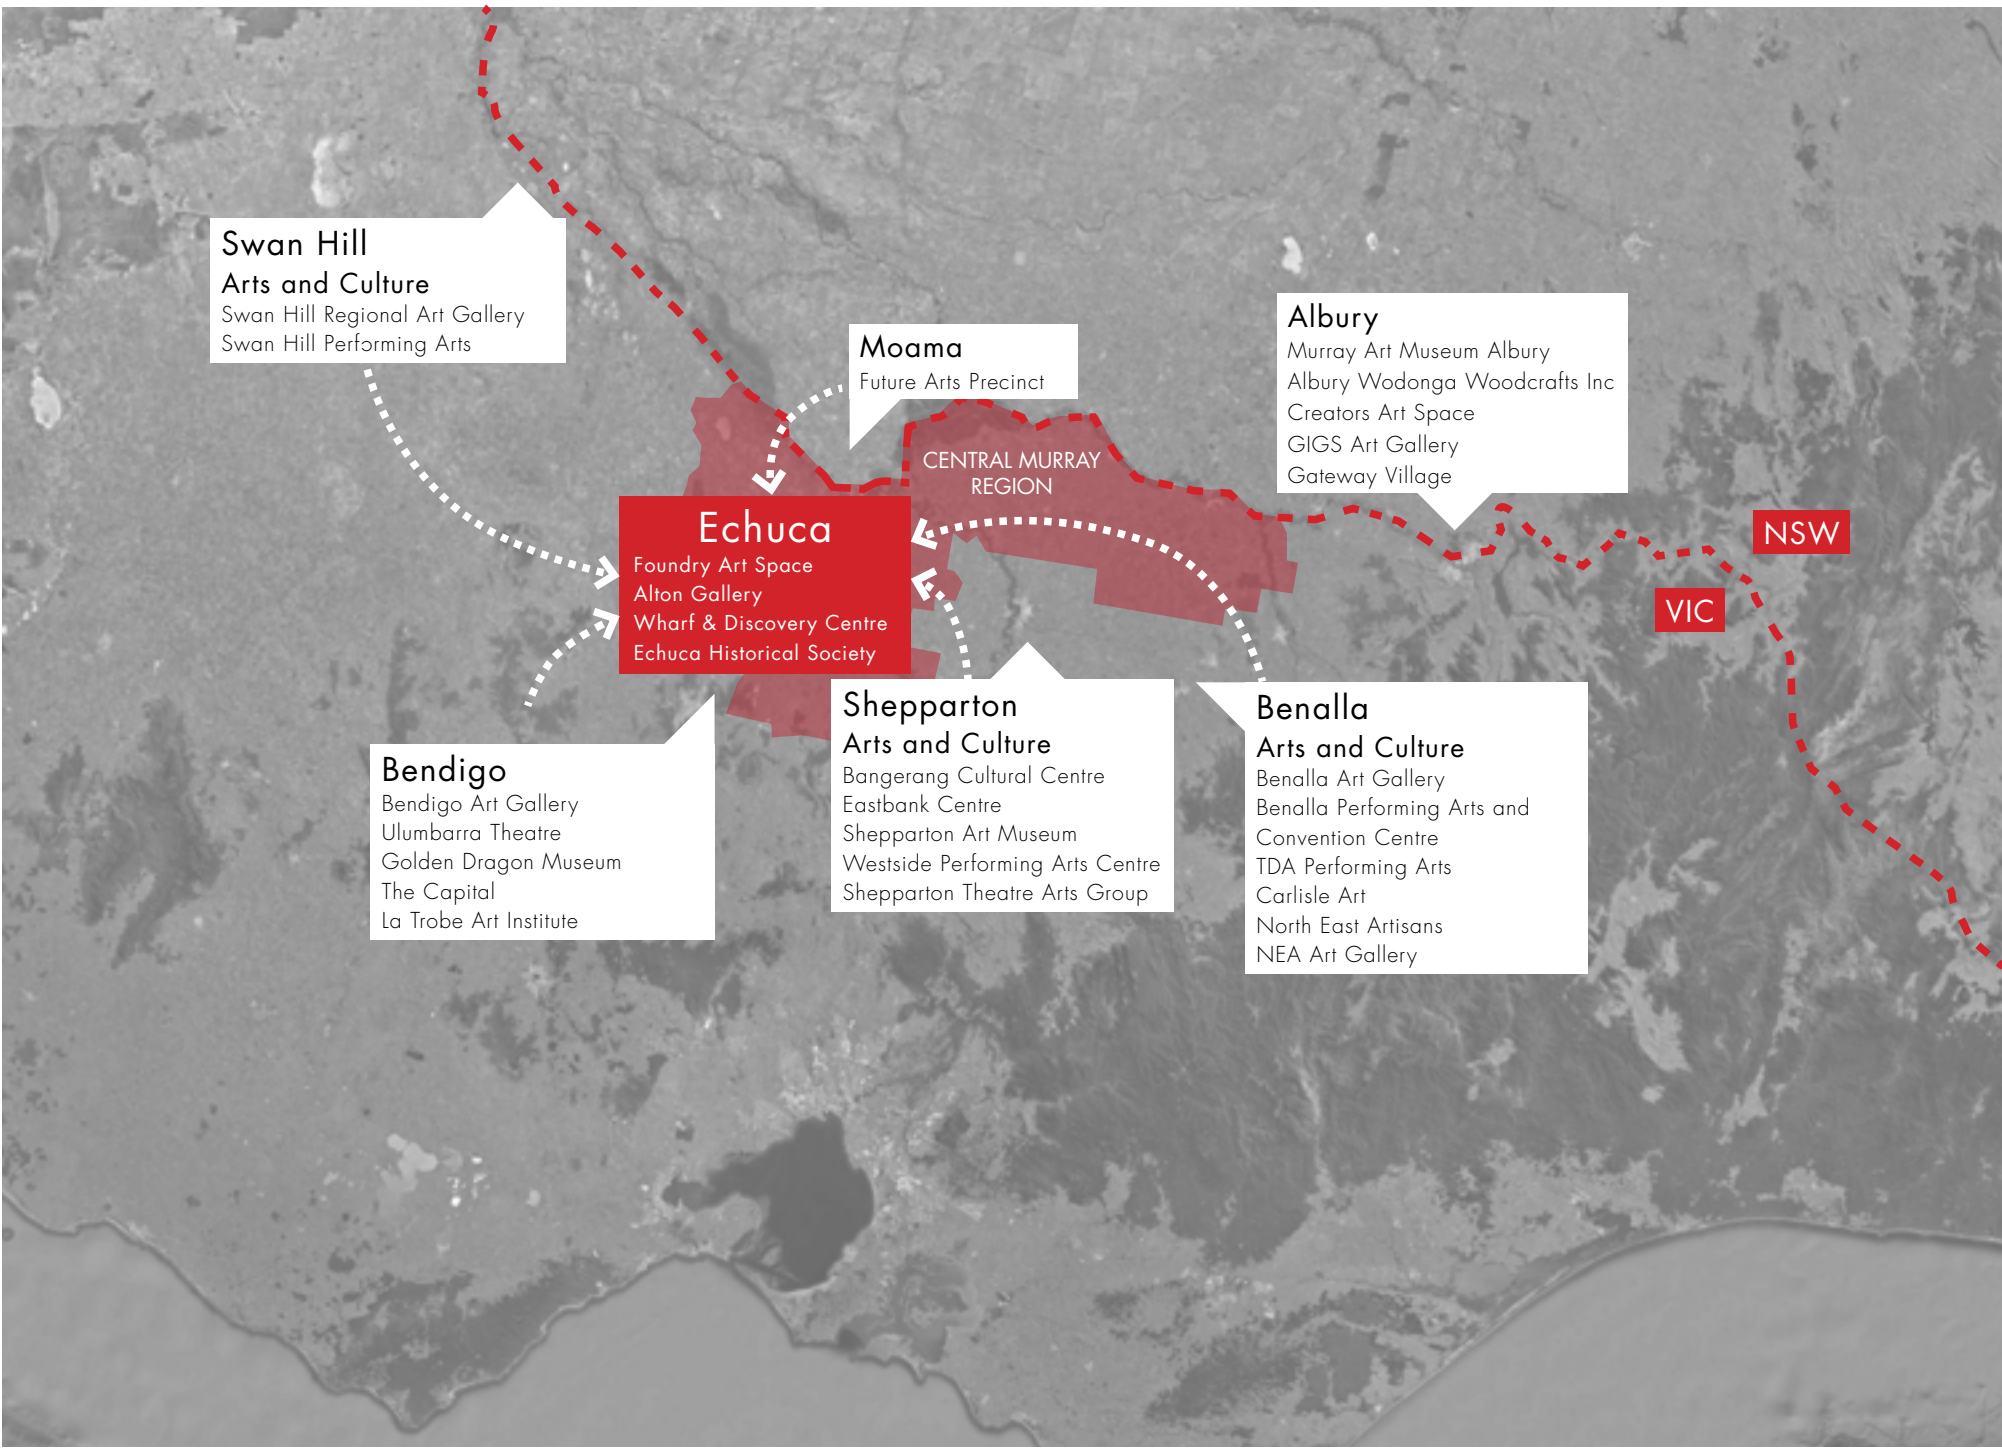 Swan Hill
Arts and Culture
Swan Hill Regional Art Gallery
Swan Hill Performing Arts
Moama
Future Arts Precinct
Albury
Murray Art Museum Albury
Albury Wodonga Woodcrafts Inc
Creators Art Space
GIGS Art Gallery
Gateway Village
CENTRAL MURRAY
REGION
NSW
VIC
Echuca
Foundry Art Space
Alton Gallery
Wharf & Discovery Centre
Echuca Historical Society
Bendigo
Bendigo Art Gallery
Ulumbarra Theatre
Golden Dragon Museum
The Capital
La Trobe Art Institute
Shepparton
Arts and Culture
Bangerang Cultural Centre
Eastbank Centre
Shepparton Art Museum
Westside Performing Arts Centre
Shepparton Theatre Arts Group
Benalla
Arts and Culture
Benalla Art Gallery
Benalla Performing Arts and
Convention Centre
TDA Performing Arts
Carlisle Art
North East Artisans
NEA Art Gallery